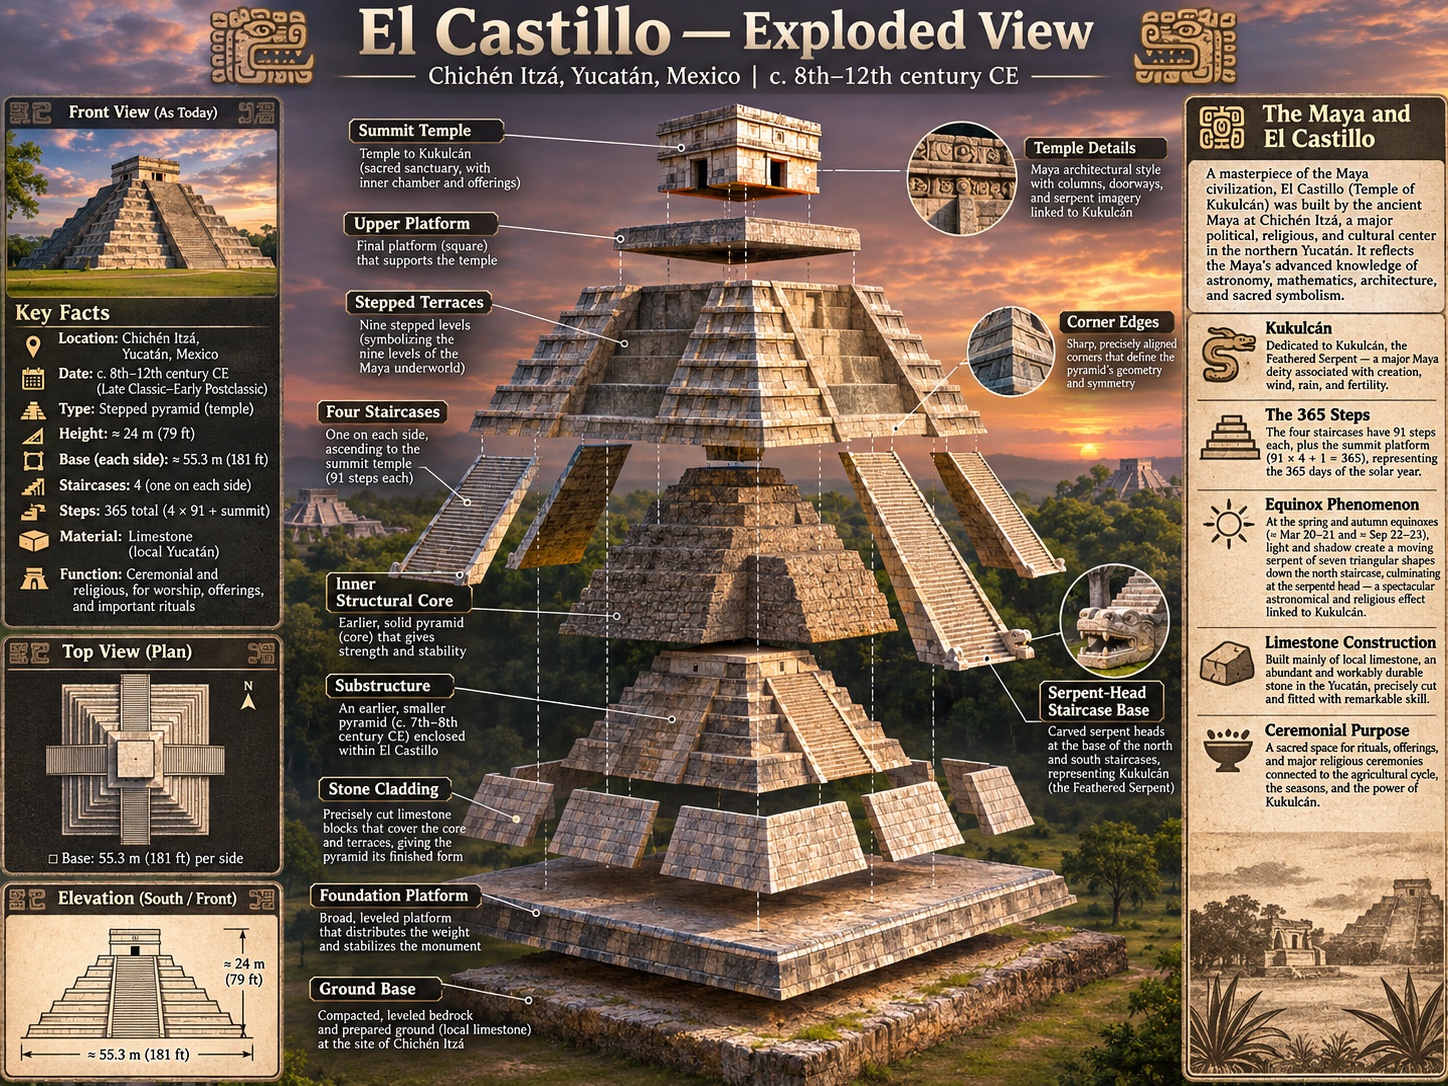 El Castillo — Exploded View
Chichén Itzá, Yucatán, Mexico | c. 8th–12th century CE
Front View (As Today)
Key Facts
Location: Chichén Itzá,
Yucatán, Mexico
Date: c. 8th–12th century CE
(Late Classic–Early Postclassic)
Type: Stepped pyramid (temple)
Height: ≈ 24 m (79 ft)
Base (each side): ≈ 55.3 m (181 ft)
Staircases: 4 (one on each side)
Steps: 365 total (4 × 91 + summit)
Material: Limestone
(local Yucatán)
Function: Ceremonial and
religious, for worship, offerings,
and important rituals
Top View (Plan)
N
□ Base: 55.3 m (181 ft) per side
Elevation (South / Front)
≈ 24 m
(79 ft)
≈ 55.3 m (181 ft)
Summit Temple
Temple to Kukulcán
(sacred sanctuary, with
inner chamber and offerings)
Upper Platform
Final platform (square)
that supports the temple
Stepped Terraces
Nine stepped levels
(symbolizing the
nine levels of the
Maya underworld)
Four Staircases
One on each side,
ascending to the
summit temple
(91 steps each)
Inner
Structural Core
Earlier, solid pyramid
(core) that gives
strength and stability
Substructure
An earlier, smaller
pyramid (c. 7th–8th
century CE) enclosed
within El Castillo
Stone Cladding
Precisely cut limestone
blocks that cover the core
and terraces, giving the
pyramid its finished form
Foundation Platform
Broad, leveled platform
that distributes the weight
and stabilizes the monument
Ground Base
Compacted, leveled bedrock
and prepared ground (local limestone)
at the site of Chichén Itzá
Temple Details
Maya architectural style
with columns, doorways,
and serpent imagery
linked to Kukulcán
Corner Edges
Sharp, precisely aligned
corners that define the
pyramid's geometry
and symmetry
Serpent-Head
Staircase Base
Carved serpent heads
at the base of the north
and south staircases,
representing Kukulcán
(the Feathered Serpent)
The Maya and
El Castillo
A masterpiece of the Maya
civilization, El Castillo (Temple of
Kukulcán) was built by the ancient
Maya at Chichén Itzá, a major
political, religious, and cultural center
in the northern Yucatán. It reflects
the Maya's advanced knowledge of
astronomy, mathematics, architecture,
and sacred symbolism.
Kukulcán
Dedicated to Kukulcán, the
Feathered Serpent — a major Maya
deity associated with creation,
wind, rain, and fertility.
The 365 Steps
The four staircases have 91 steps
each, plus the summit platform
(91 × 4 + 1 = 365), representing
the 365 days of the solar year.
Equinox Phenomenon
At the spring and autumn equinoxes
(≈ Mar 20–21 and ≈ Sep 22–23),
light and shadow create a moving
serpent of seven triangular shapes
down the north staircase, culminating
at the serpentd head — a spectacular
astronomical and religious effect
linked to Kukulcán.
Limestone Construction
Built mainly of local limestone, an
abundant and workably durable
stone in the Yucatán, precisely cut
and fitted with remarkable skill.
Ceremonial Purpose
A sacred space for rituals, offerings,
and major religious ceremonies
connected to the agricultural cycle,
the seasons, and the power of
Kukulcán.